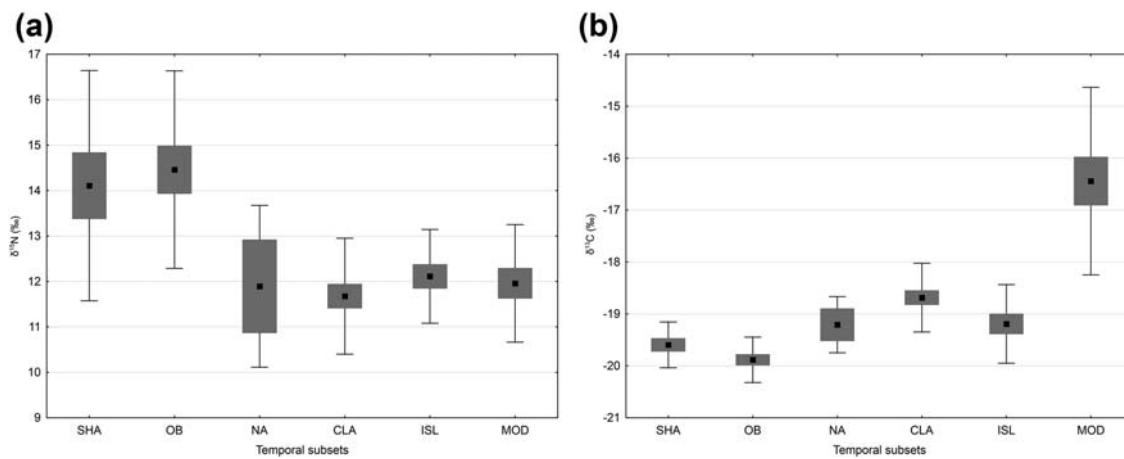 (a)
17
16
15
14
13
12
11
10
9
δ¹⁵N (‰)
SHA OB NA CLA ISL MOD
Temporal subsets
(b)
-14
-15
-16
-17
-18
-19
-20
-21
δ¹³C (‰)
SHA OB NA CLA ISL MOD
Temporal subsets